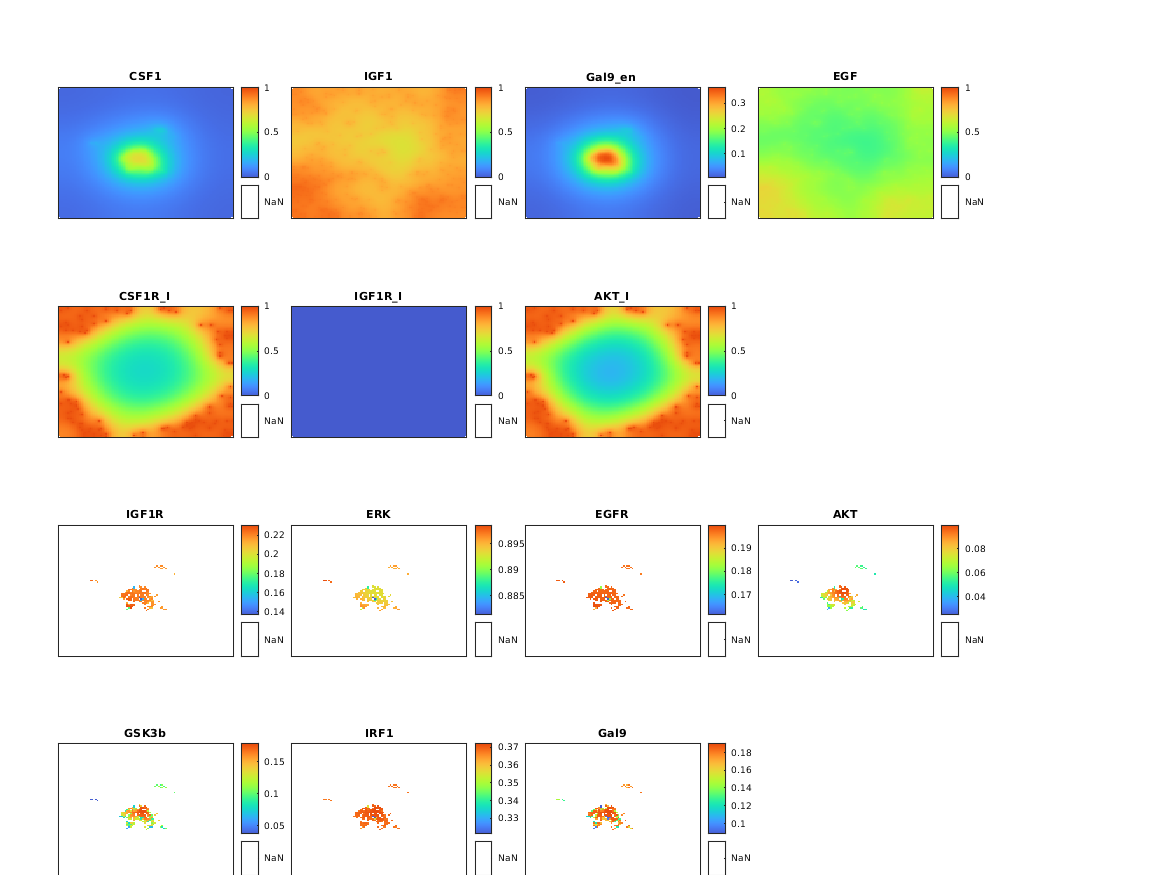 CSF1 IGF1 Gal9_en EGF
1 1 0.3 1
0.5 0.5 0.2 0.5
0 0 0.1 0
NaN NaN NaN NaN
CSF1R_I IGF1R_I AKT_I
1 1 1
0.5 0.5 0.5
0 0 0
NaN NaN NaN
IGF1R ERK EGFR AKT
0.22 0.895 0.19 0.08
0.2 0.89 0.18 0.06
0.18 0.885 0.17 0.04
0.16
0.14
NaN NaN NaN NaN
GSK3b IRF1 Gal9
0.15 0.37 0.18
0.1 0.36 0.16
0.05 0.35 0.14
0.34 0.12
0.33 0.1
NaN NaN NaN